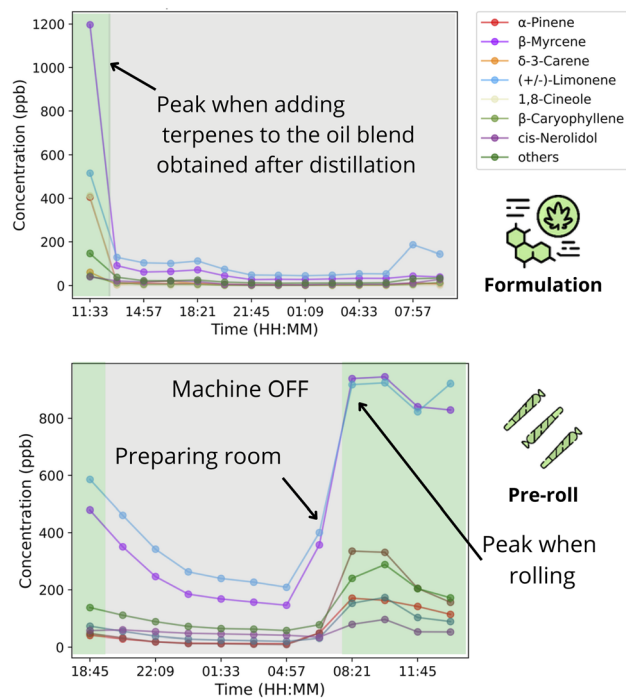 1200
1000
800
600
400
200
0
Concentration (ppb)
Peak when adding
terpenes to the oil blend
obtained after distillation
11:33 14:57 18:21 21:45 01:09 04:33 07:57
Time (HH:MM)
α-Pinene
β-Myrcene
δ-3-Carene
(+/-)-Limonene
1,8-Cineole
β-Caryophyllene
cis-Nerolidol
others
Formulation
800
600
400
200
0
Concentration (ppb)
Machine OFF
Preparing room
Peak when
rolling
18:45 22:09 01:33 04:57 08:21 11:45
Time (HH:MM)
Pre-roll